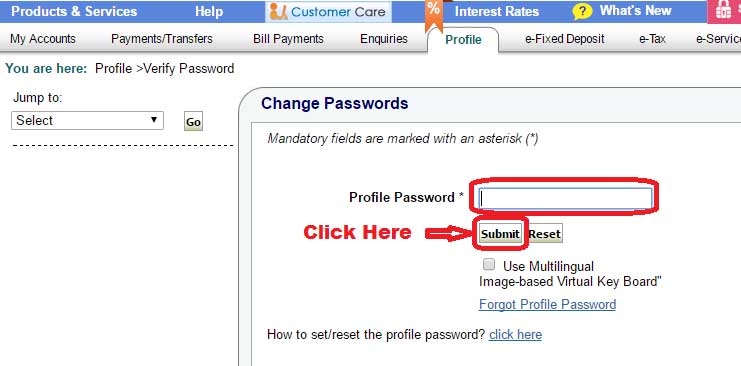 Products & Services Help Customer Care % Interest Rates ? What's New
My Accounts Payments/Transfers Bill Payments Enquiries Profile e-Fixed Deposit e-Tax e-Service
You are here: Profile >Verify Password
Jump to:
Select Go
Change Passwords
Mandatory fields are marked with an asterisk (*)
Profile Password *
Click Here Submit Reset
Use Multilingual
Image-based Virtual Key Board"
Forgot Profile Password
How to set/reset the profile password? click here